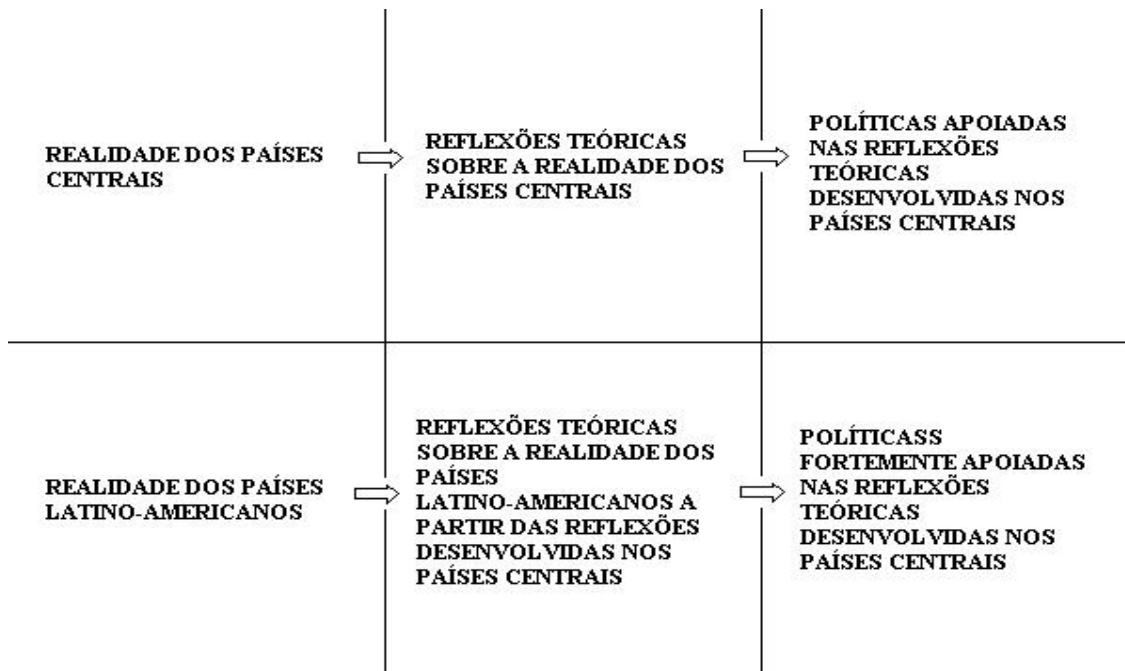 REALIDADE DOS PAÍSES
CENTRAIS
REFLEXÕES TEÓRICAS
SOBRE A REALIDADE DOS
PAÍSES CENTRAIS
POLÍTICAS APOIADAS
NAS REFLEXÕES
TEÓRICAS
DESENVOLVIDAS NOS
PAÍSES CENTRAIS
REALIDADE DOS PAÍSES
LATINO-AMERICANOS
REFLEXÕES TEÓRICAS
SOBRE A REALIDADE DOS
PAÍSES
LATINO-AMERICANOS A
PARTIR DAS REFLEXÕES
DESENVOLVIDAS NOS
PAÍSES CENTRAIS
POLÍTICASS
FORTEMENTE APOIADAS
NAS REFLEXÕES
TEÓRICAS
DESENVOLVIDAS NOS
PAÍSES CENTRAIS